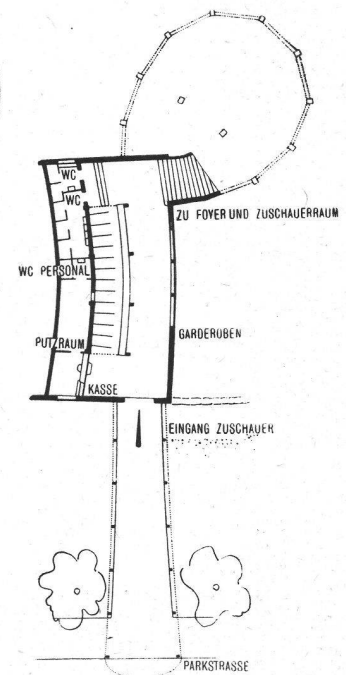 WC
WC
ZU FOYER UND ZUSCHAUERRAUM
WC PERSONAL
GARDEROBEN
PUTZRAUM
KASSE
EINGANG ZUSCHAUER
PARKSTRASSE